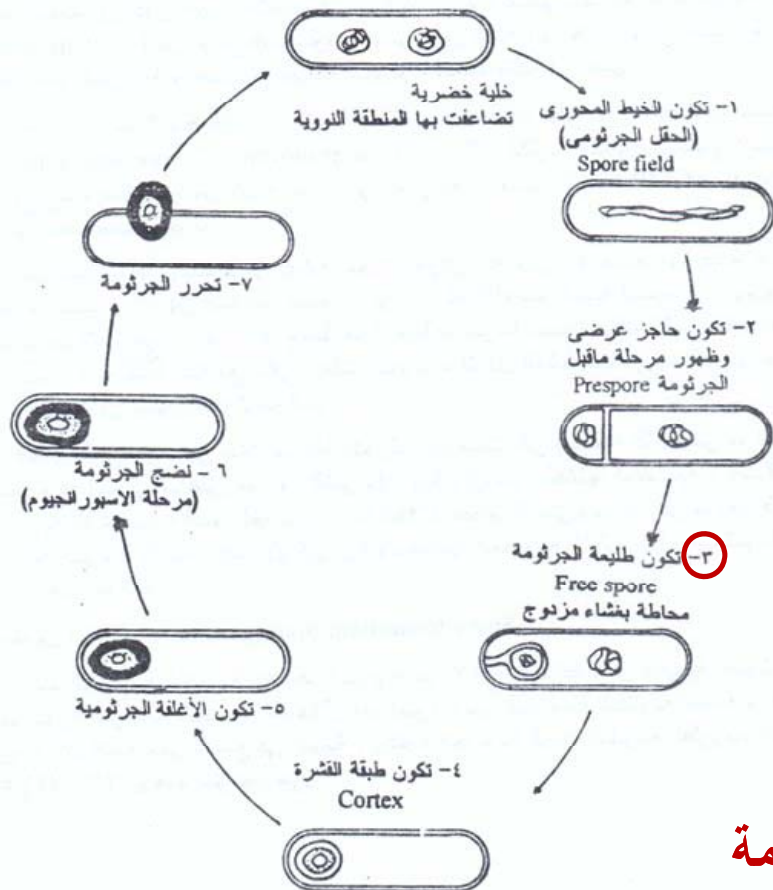 خلية خضرية
تضاعفت بها المنطقة النووية
١- تكون الخيط المحورى
(الحقل الجرثومى)
Spore field
٢- تكون حاجز عرضى
وظهور مرحلة ماقبل
الجرثومة Prespore
٣- تكون طليعة الجرثومة
Free spore
محاطة بغشاء مزدوج
٤- تكون طبقة القشرة
Cortex
٥- تكون الأغلفة الجرثومية
٦- نضج الجرثومة
(مرحلة الاسبورانجيوم)
٧- تحرر الجرثومة